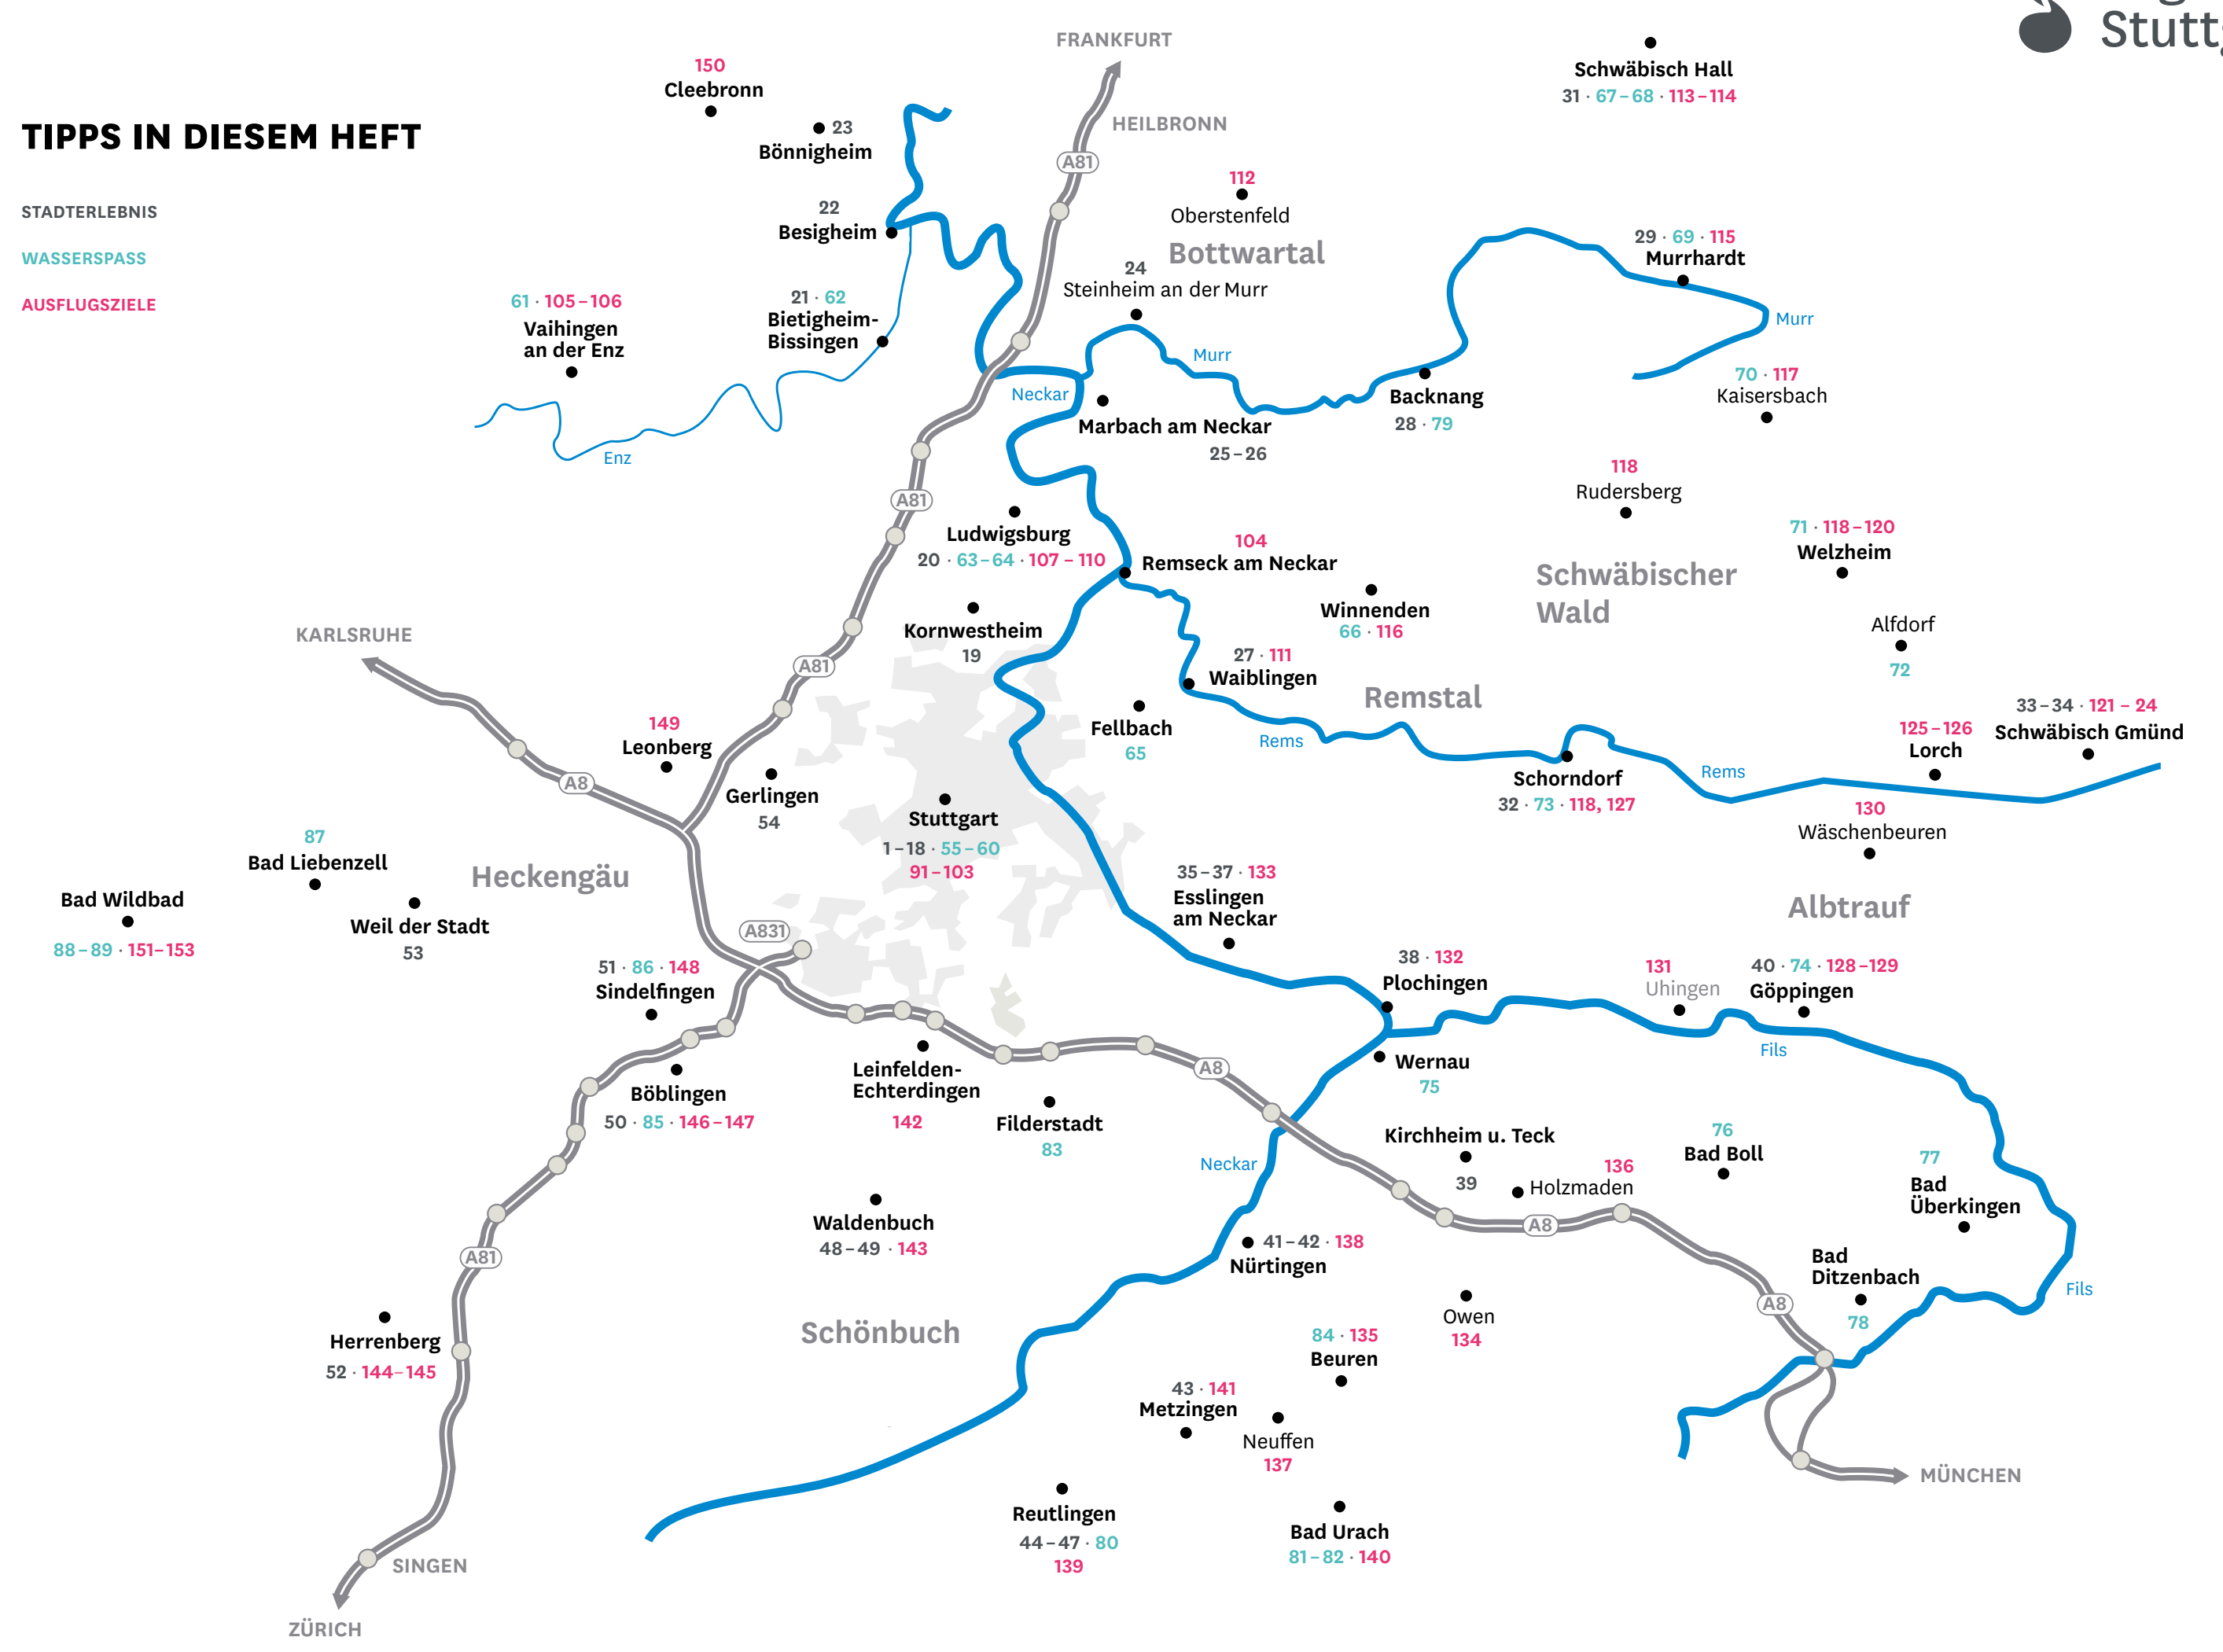 Stutt
FRANKFURT
Schwäbisch Hall
31 · 67–68 · 113–114
150
Cleebronn
TIPPS IN DIESEM HEFT
23
Bönnigheim
HEILBRONN
A81
STADTERLEBNIS
WASSERSPASS
AUSFLUGSZIELE
22
Besigheim
112
Oberstenfeld
Bottwartal
29 · 69 · 115
Murrhardt
24
Steinheim an der Murr
61 · 105–106
Vaihingen
an der Enz
21 · 62
Bietigheim-
Bissingen
Murr
Murr
Neckar
70 · 117
Kaisersbach
Backnang
28 · 79
Marbach am Neckar
25–26
Enz
118
Rudersberg
A81
Ludwigsburg
20 · 63–64 · 107 – 110
104
Remseck am Neckar
71 · 118–120
Welzheim
Schwäbischer
Wald
Winnenden
66 · 116
KARLSRUHE
Kornwestheim
19
Alfdorf
72
A81
27 · 111
Waiblingen
Remstal
33–34 · 121 – 24
Schwäbisch Gmünd
149
Leonberg
Fellbach
65
Rems
125–126
Lorch
A8
Gerlingen
54
Schorndorf
32 · 73 · 118, 127
Rems
Stuttgart
1–18 · 55–60
91–103
130
Wäschenbeuren
87
Bad Liebenzell
Heckengäu
35–37 · 133
Esslingen
am Neckar
Albtrauf
Bad Wildbad
88–89 · 151–153
Weil der Stadt
53
A831
51 · 86 · 148
Sindelfingen
38 · 132
Plochingen
131
Uhingen
40 · 74 · 128–129
Göppingen
Fils
Leinfelden-
Echterdingen
142
A8
Wernau
75
Böblingen
50 · 85 · 146–147
Filderstadt
83
Kirchheim u. Teck
39
76
Bad Boll
Neckar
136
Holzmaden
77
Bad
Überkingen
Waldenbuch
48–49 · 143
A8
41–42 · 138
Nürtingen
A81
Bad
Ditzenbach
78
Fils
A8
Owen
134
Herrenberg
52 · 144–145
Schönbuch
84 · 135
Beuren
43 · 141
Metzingen
Neuffen
137
MÜNCHEN
Reutlingen
44–47 · 80
139
Bad Urach
81–82 · 140
SINGEN
ZÜRICH